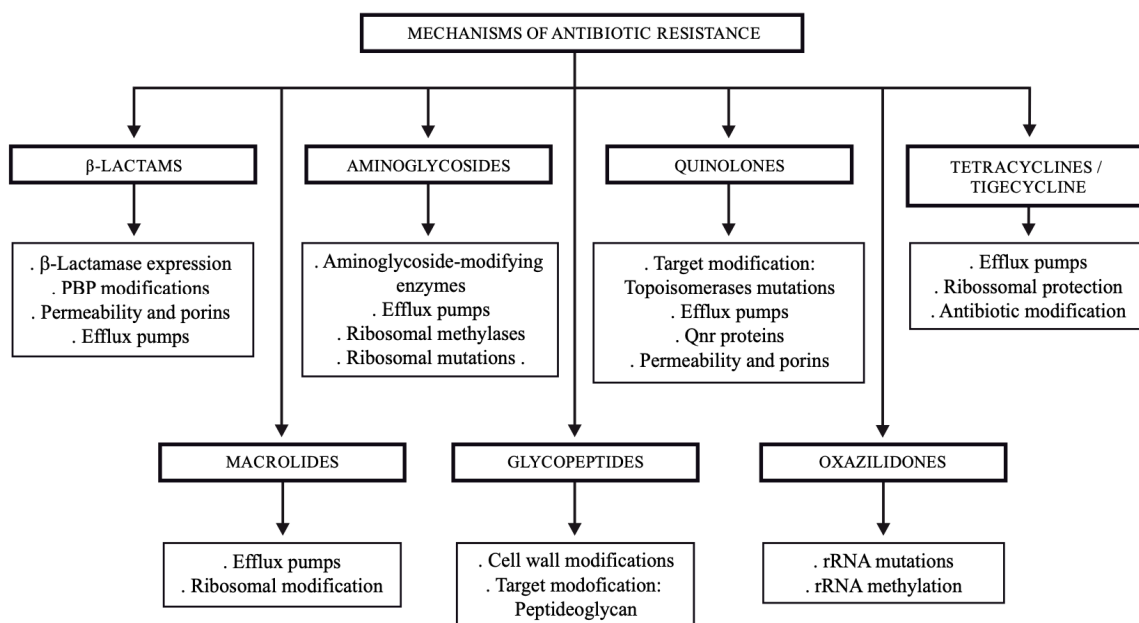 MECHANISMS OF ANTIBIOTIC RESISTANCE
β-LACTAMS
AMINOGLYCOSIDES
QUINOLONES
TETRACYCLINES /
TIGECYCLINE
. β-Lactamase expression
. PBP modifications
. Permeability and porins
. Efflux pumps
. Aminoglycoside-modifying
enzymes
. Efflux pumps
. Ribosomal methylases
. Ribosomal mutations .
. Target modification:
Topoisomerases mutations
. Efflux pumps
. Qnr proteins
. Permeability and porins
. Efflux pumps
. Ribossomal protection
. Antibiotic modification
MACROLIDES
GLYCOPEPTIDES
OXAZILIDONES
. Efflux pumps
. Ribosomal modification
. Cell wall modifications
. Target modofication:
Peptideoglycan
. rRNA mutations
. rRNA methylation